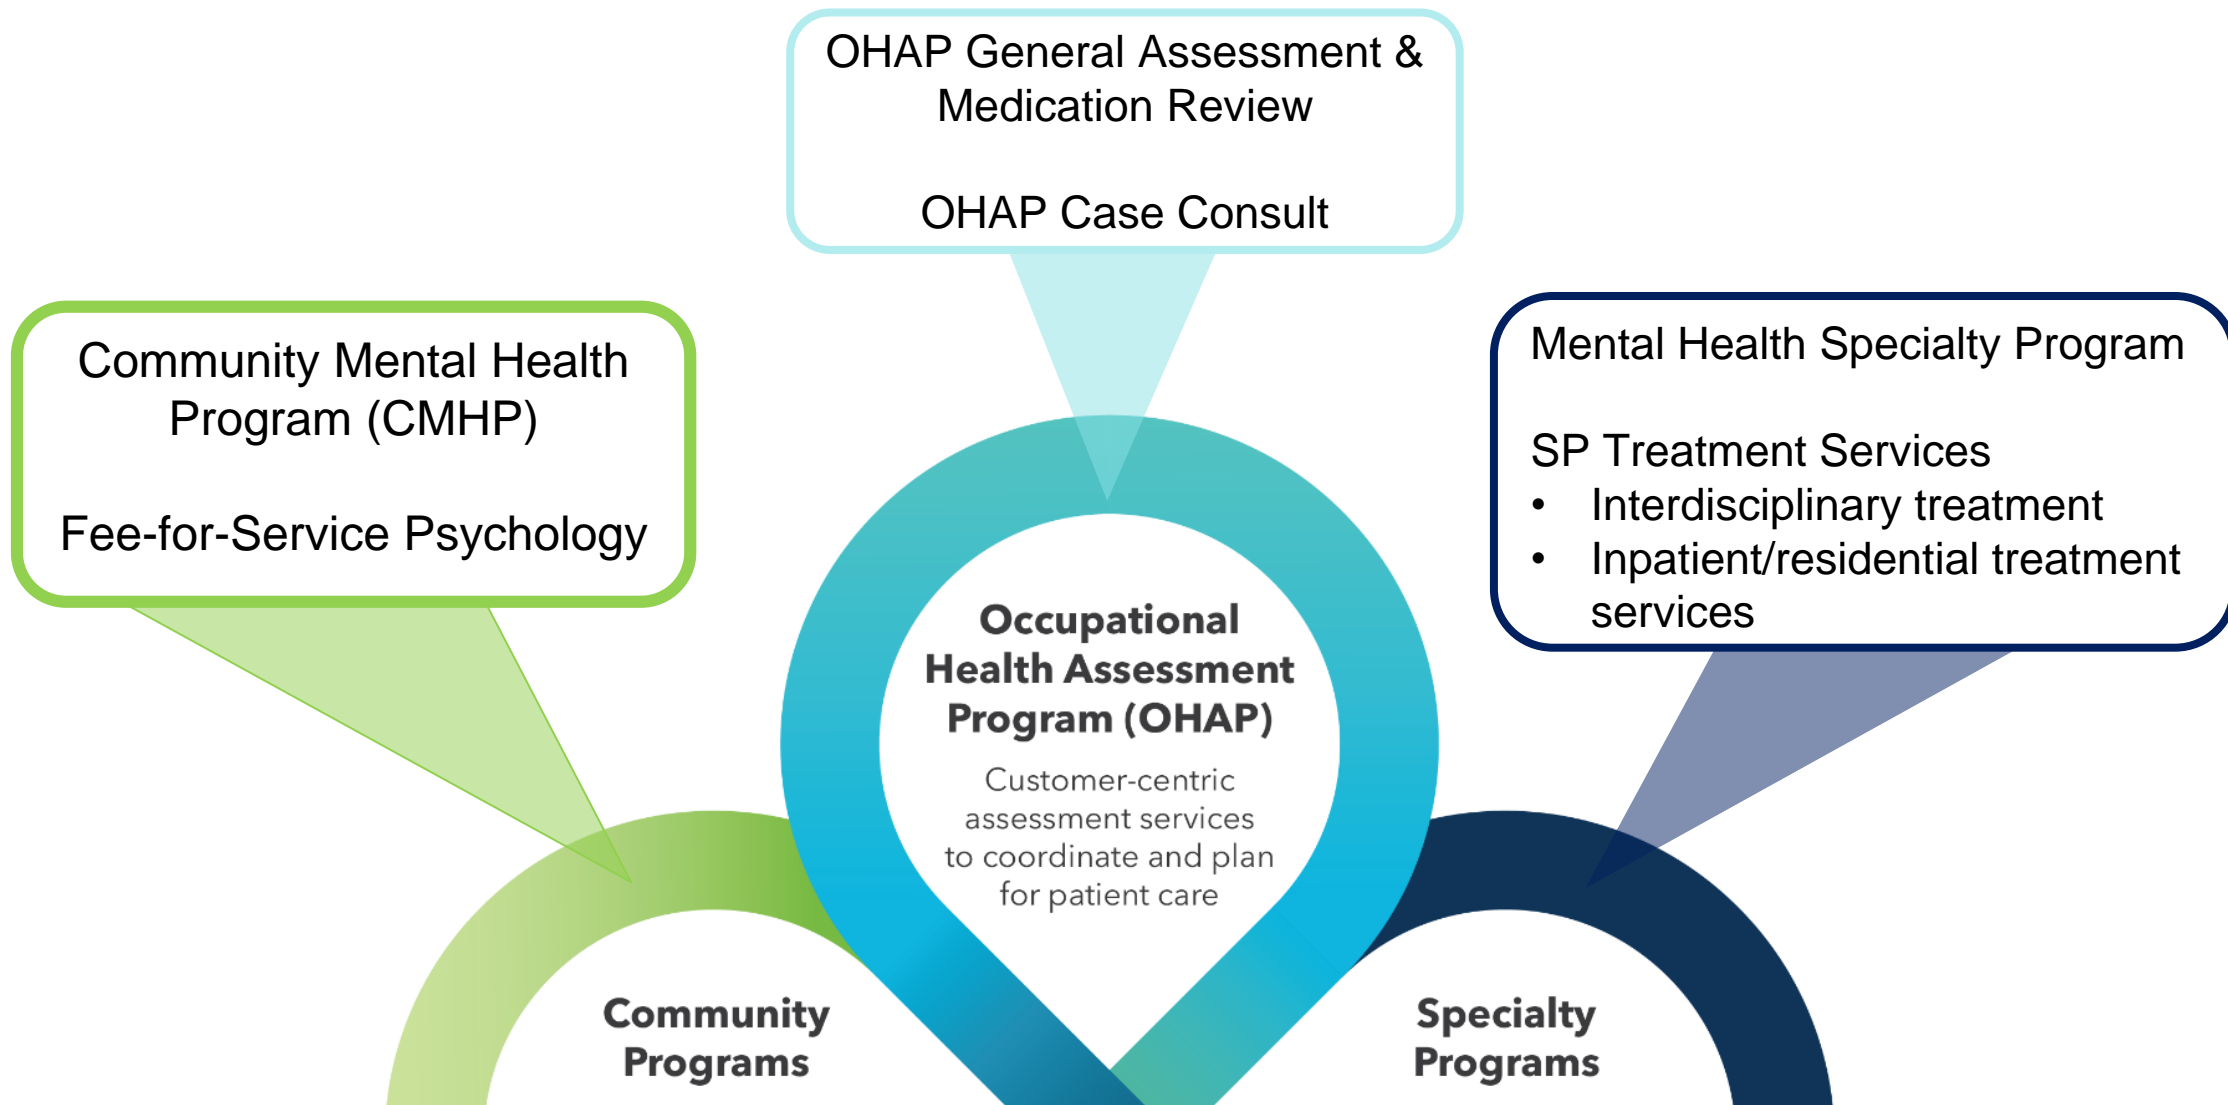 OHAP General Assessment &
Medication Review
OHAP Case Consult
Community Mental Health
Program (CMHP)
Fee-for-Service Psychology
Mental Health Specialty Program
SP Treatment Services
• Interdisciplinary treatment
• Inpatient/residential treatment
services
Occupational
Health Assessment
Program (OHAP)
Customer-centric
assessment services
to coordinate and plan
for patient care
Community
Programs
Specialty
Programs